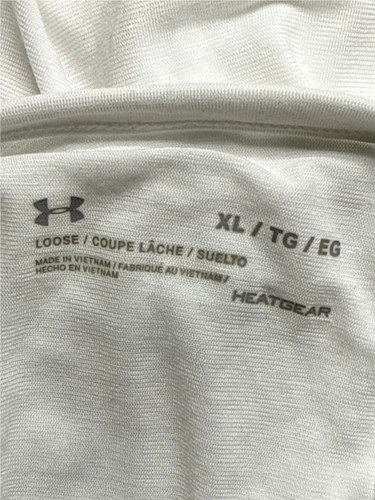 XL / TG / EG
LOOSE / COUPE LÂCHE / SUELTO
MADE IN VIETNAM / FABRIQUÉ AU VIETNAM /
HECHO EN VIETNAM
HEATGEAR